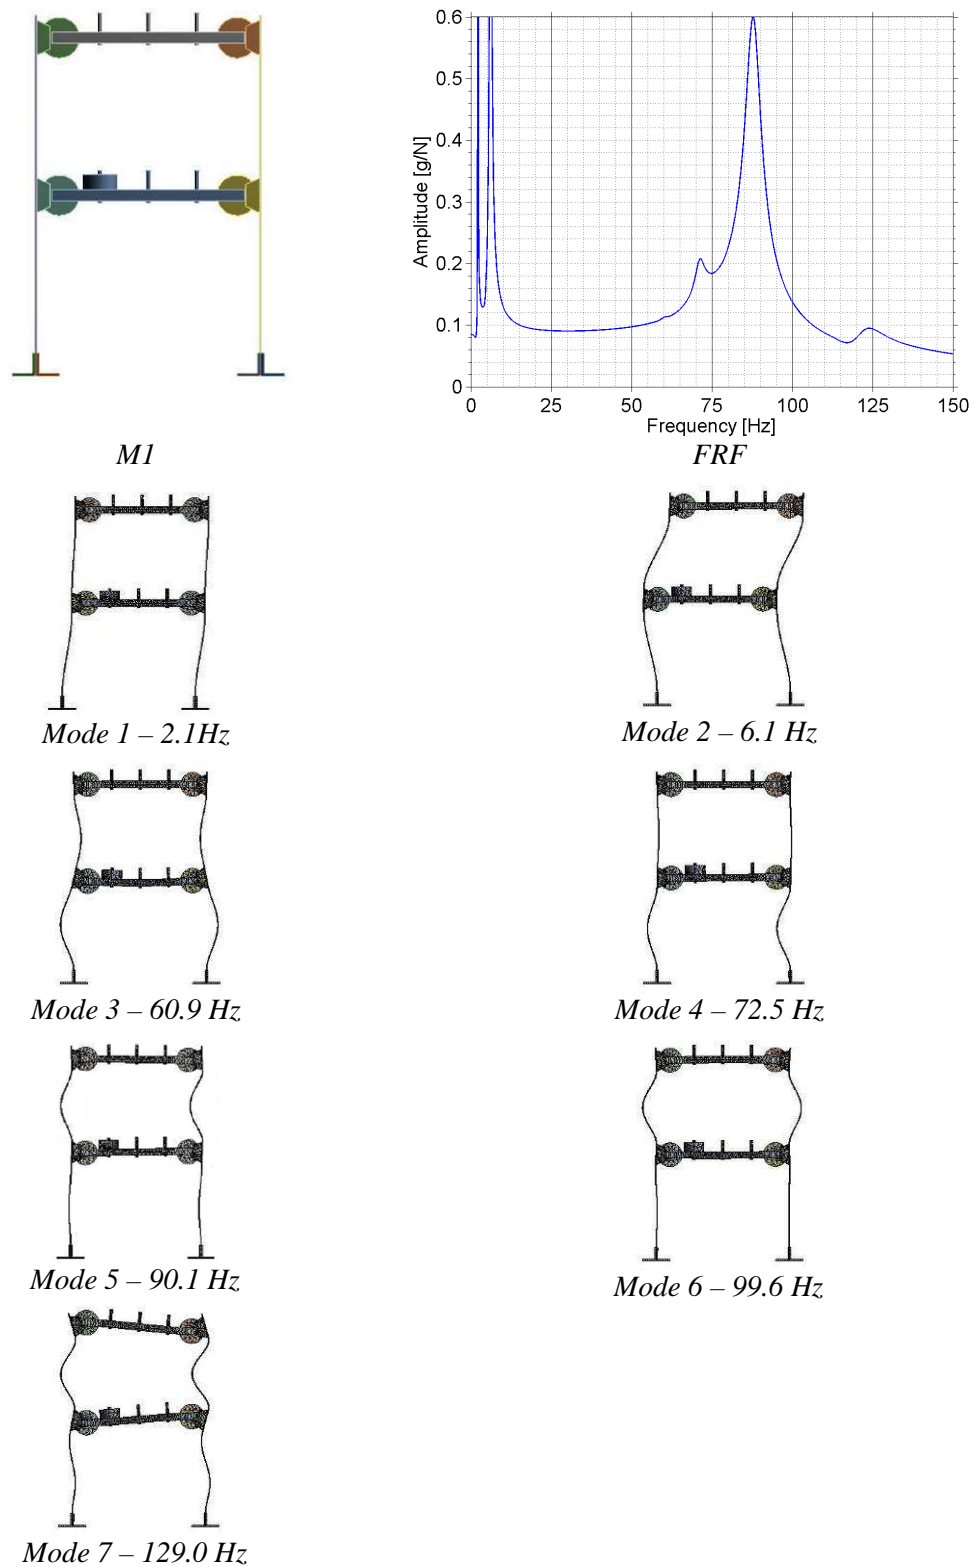 0.6
0.5
0.4
0.3
0.2
0.1
0
Amplitude [g/N]
0 25 50 75 100 125 150
Frequency [Hz]
M1 FRF
Mode 1 – 2.1Hz Mode 2 – 6.1 Hz
Mode 3 – 60.9 Hz Mode 4 – 72.5 Hz
Mode 5 – 90.1 Hz Mode 6 – 99.6 Hz
Mode 7 – 129.0 Hz